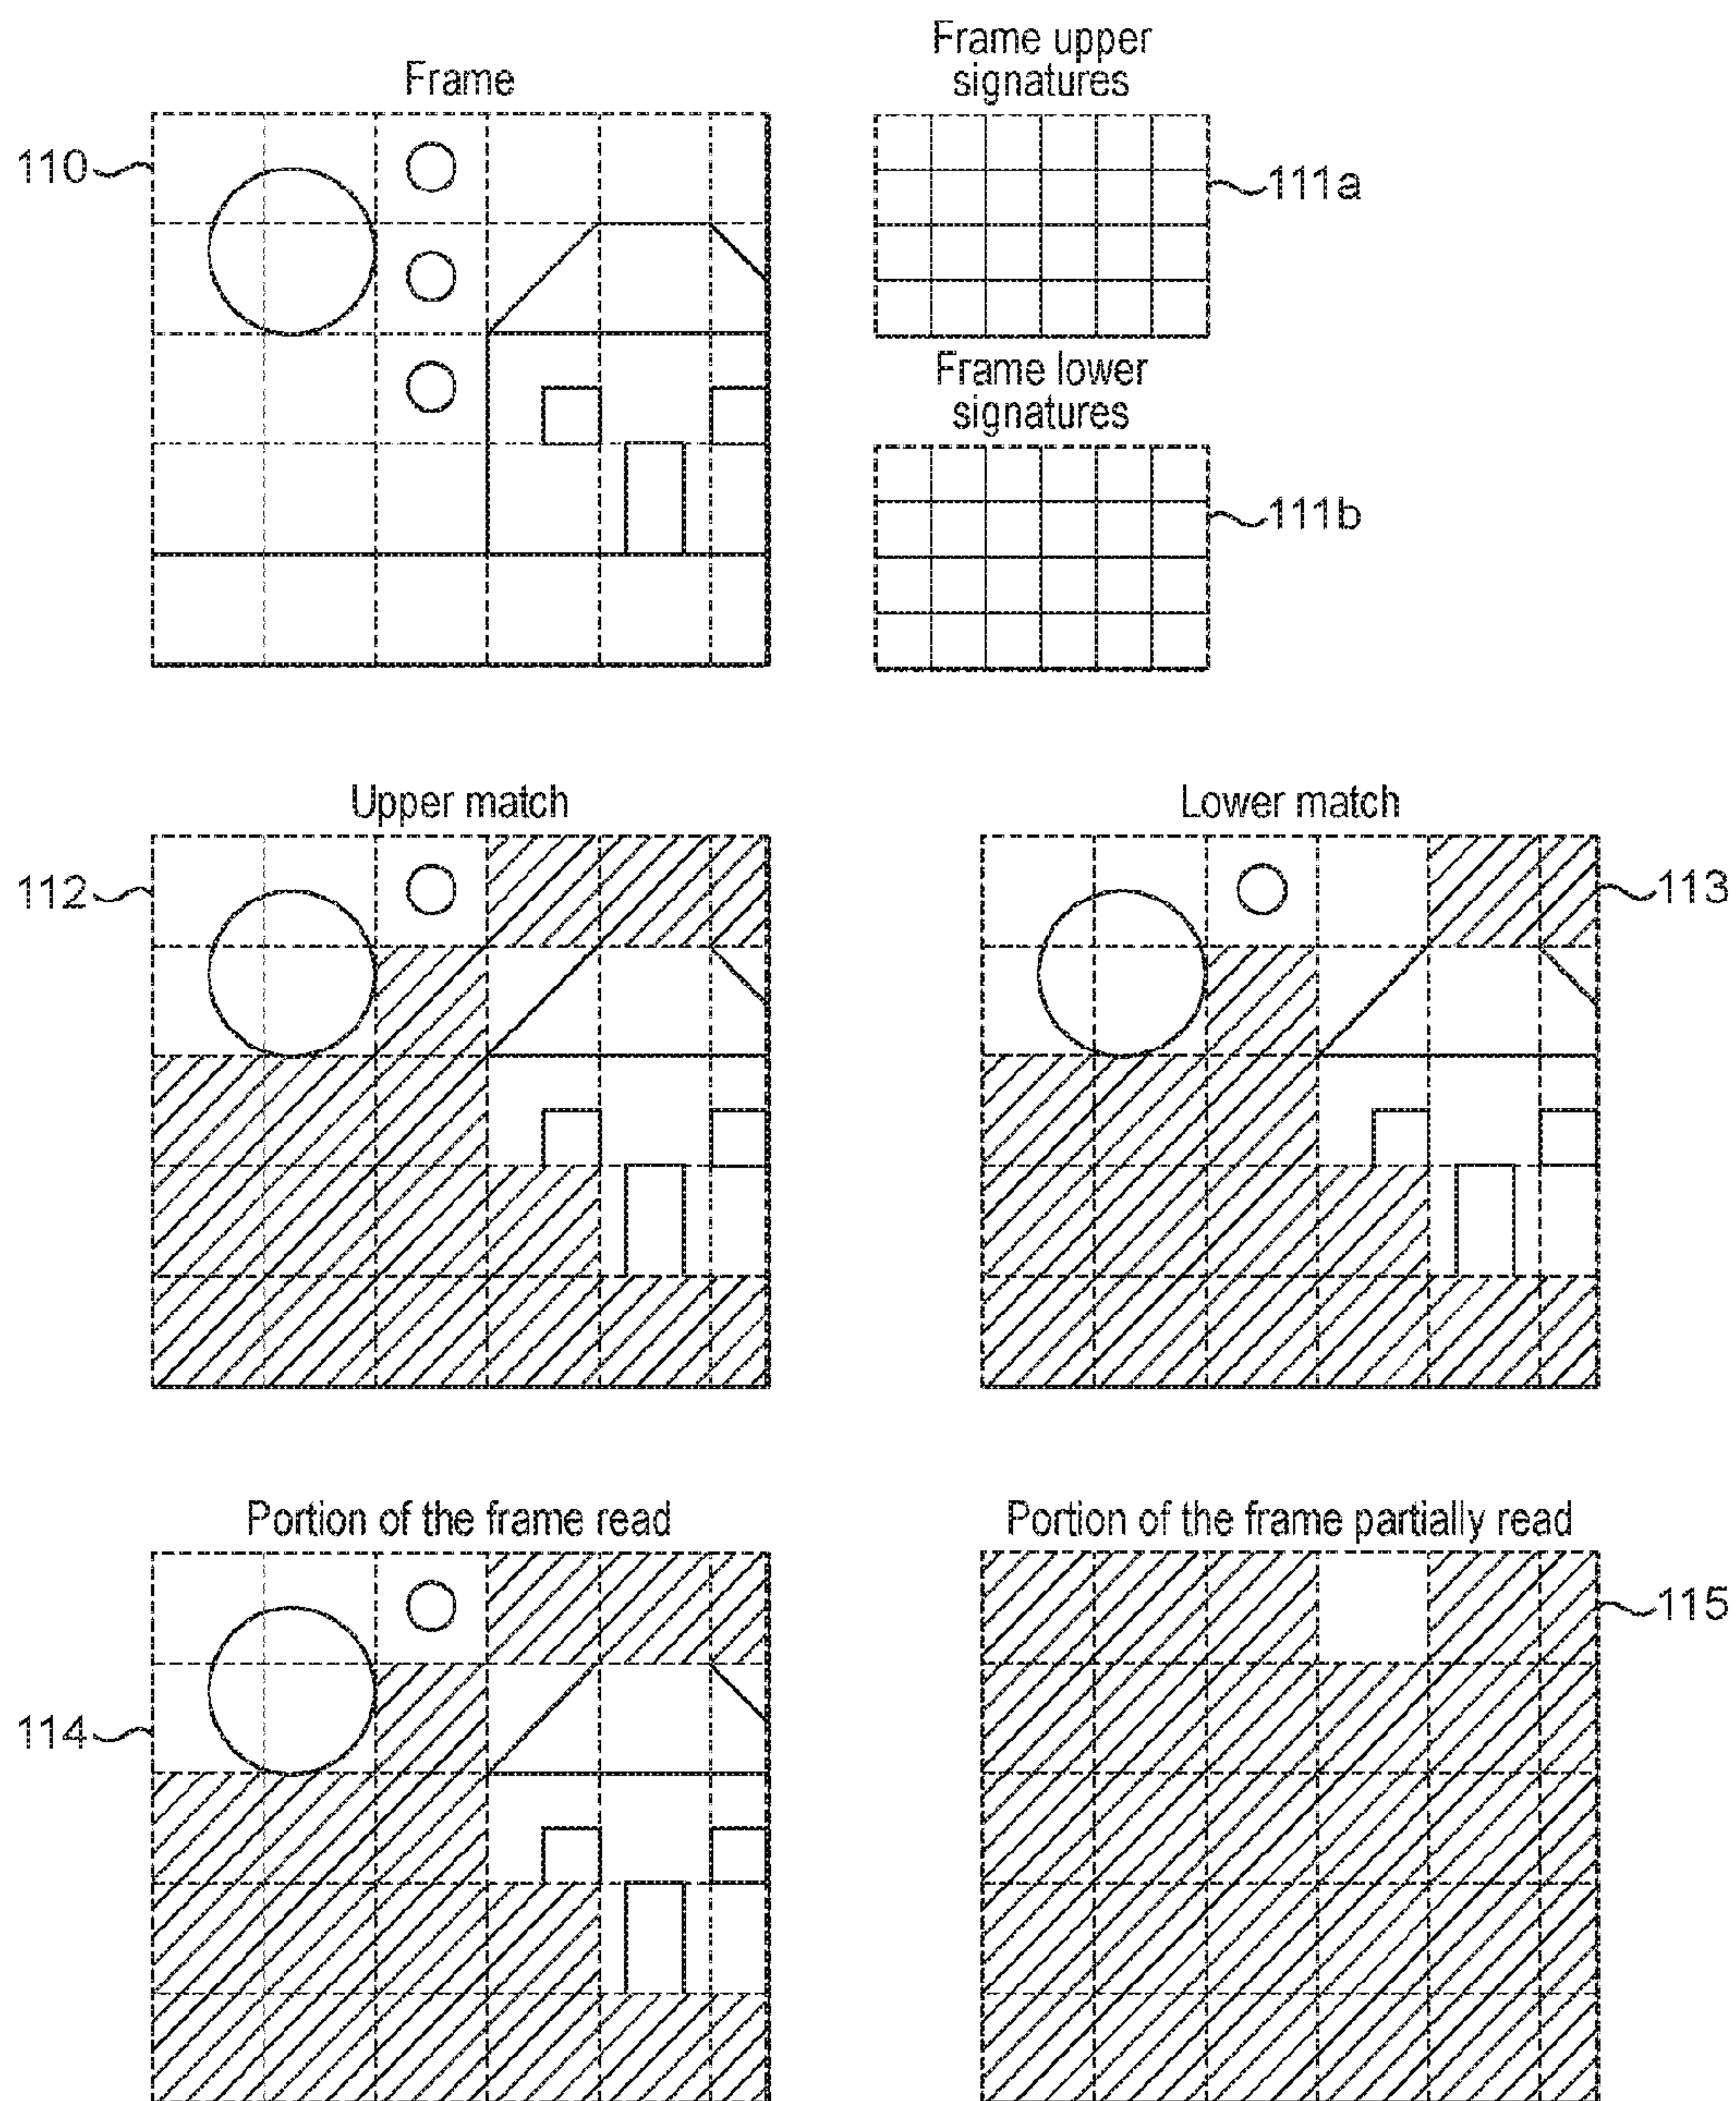 Frame
Frame upper
signatures
110
111a
Frame lower
signatures
111b
Upper match
Lower match
112
113
Portion of the frame read
Portion of the frame partially read
114
115